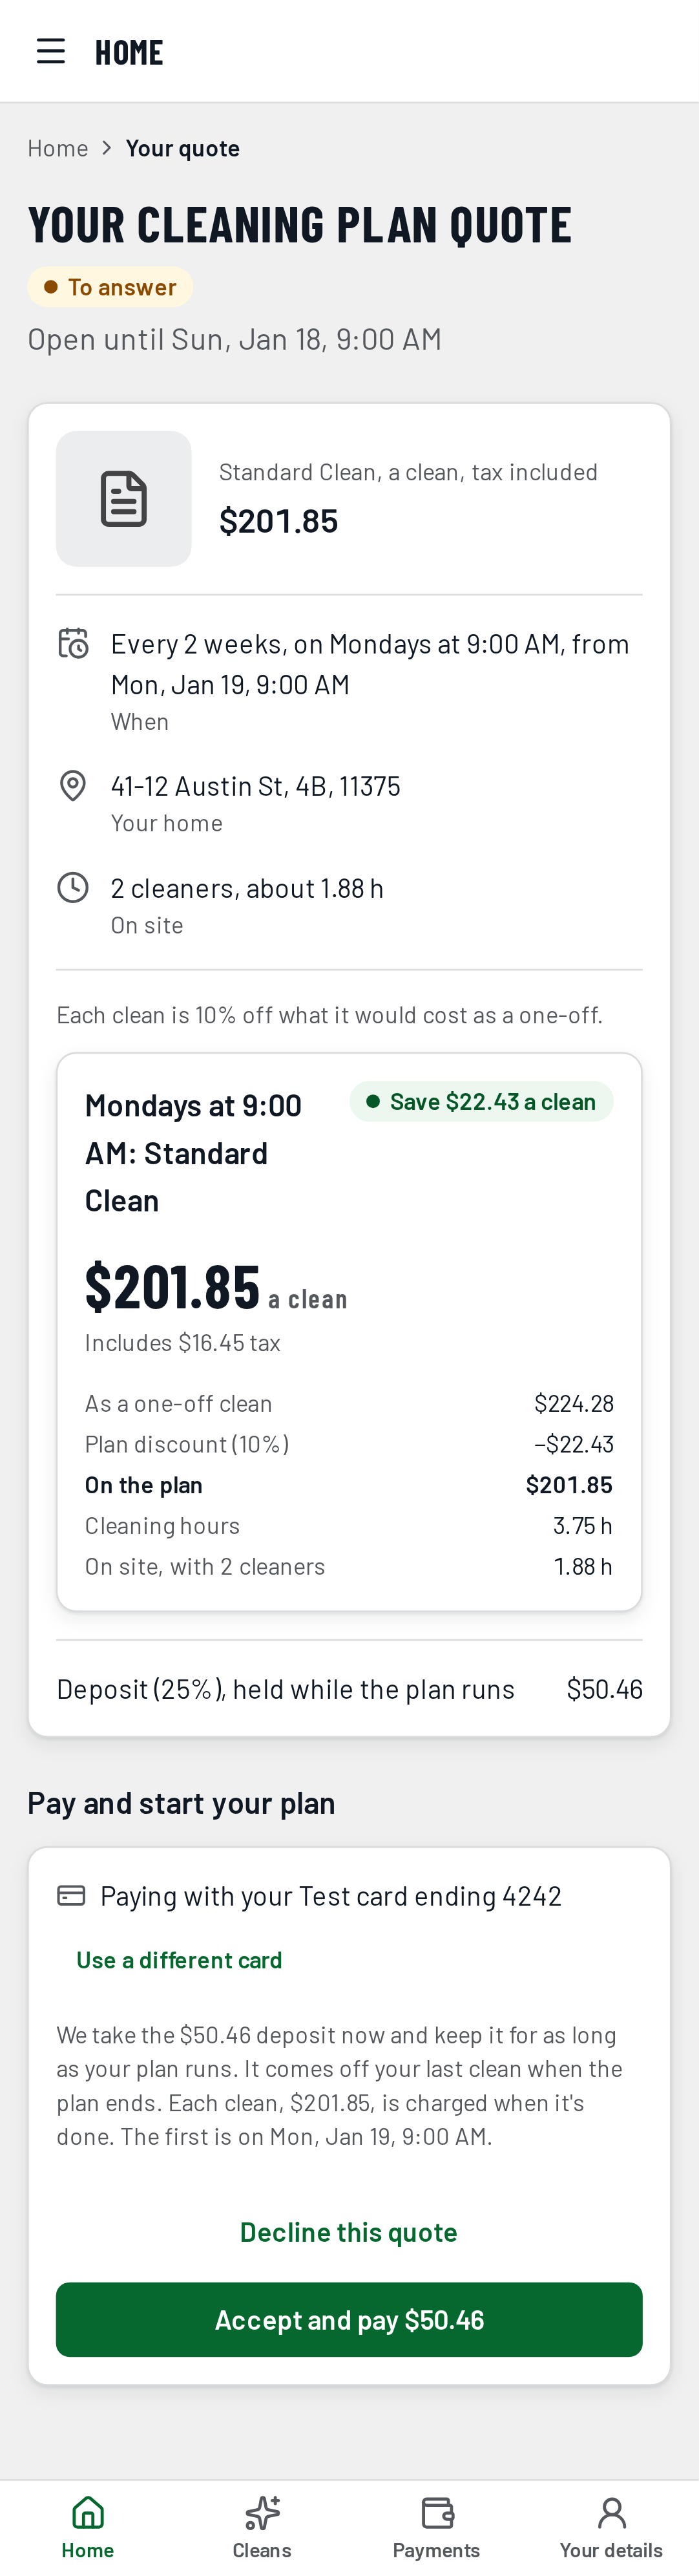 HOME
Home > Your quote
YOUR CLEANING PLAN QUOTE
To answer
Open until Sun, Jan 18, 9:00 AM
Standard Clean, a clean, tax included
$201.85
Every 2 weeks, on Mondays at 9:00 AM, from
Mon, Jan 19, 9:00 AM
When
41-12 Austin St, 4B, 11375
Your home
2 cleaners, about 1.88 h
On site
Each clean is 10% off what it would cost as a one-off.
Mondays at 9:00
AM: Standard
Clean
Save $22.43 a clean
$201.85 a clean
Includes $16.45 tax
As a one-off clean $224.28
Plan discount (10%) −$22.43
On the plan $201.85
Cleaning hours 3.75 h
On site, with 2 cleaners 1.88 h
Deposit (25%), held while the plan runs $50.46
Pay and start your plan
Paying with your Test card ending 4242
Use a different card
We take the $50.46 deposit now and keep it for as long
as your plan runs. It comes off your last clean when the
plan ends. Each clean, $201.85, is charged when it's
done. The first is on Mon, Jan 19, 9:00 AM.
Decline this quote
Accept and pay $50.46
Home Cleans Payments Your details